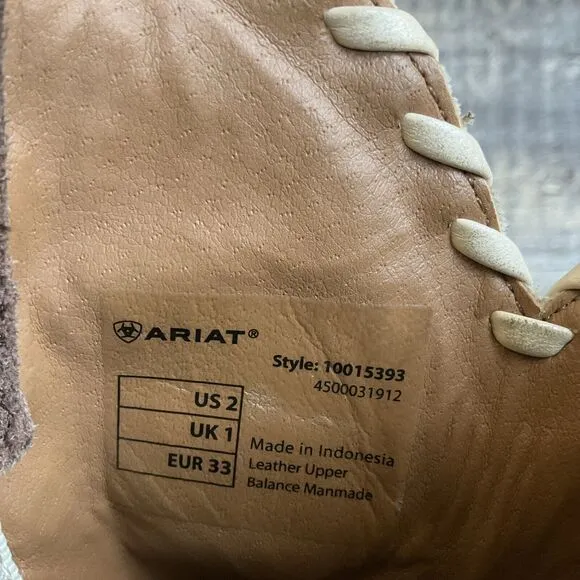 ARIAT®
Style: 10015393
4500031912
US 2
UK 1
EUR 33
Made in Indonesia
Leather Upper
Balance Manmade